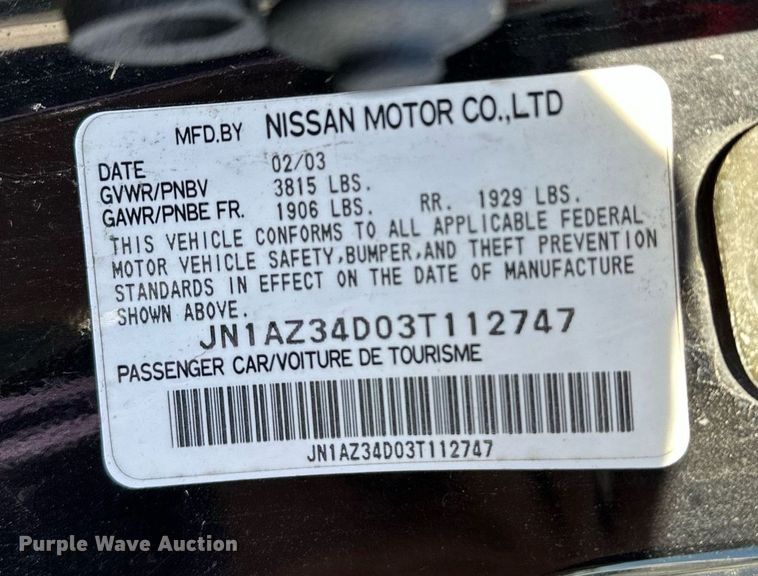 MFD.BY NISSAN MOTOR CO.,LTD
DATE 02/03
GVWR/PNBV 3815 LBS.
GAWR/PNBE FR. 1906 LBS. RR. 1929 LBS.
THIS VEHICLE CONFORMS TO ALL APPLICABLE FEDERAL
MOTOR VEHICLE SAFETY,BUMPER,AND THEFT PREVENTION
STANDARDS IN EFFECT ON THE DATE OF MANUFACTURE
SHOWN ABOVE.
JN1AZ34D03T112747
PASSENGER CAR/VOITURE DE TOURISME
JN1AZ34D03T112747
Purple Wave Auction